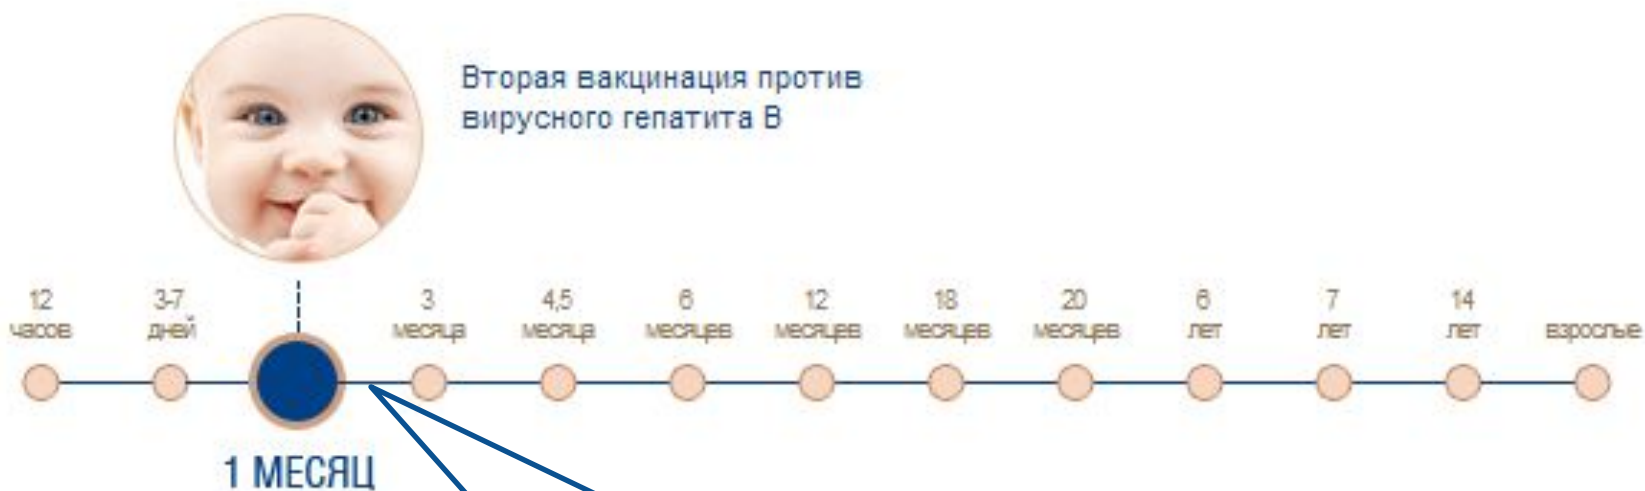 Вторая вакцинация против
вирусного гепатита В
12 часов
3-7 дней
3 месяца
4,5 месяца
6 месяцев
12 месяцев
18 месяцев
20 месяцев
6 лет
7 лет
14 лет
взрослые
1 МЕСЯЦ